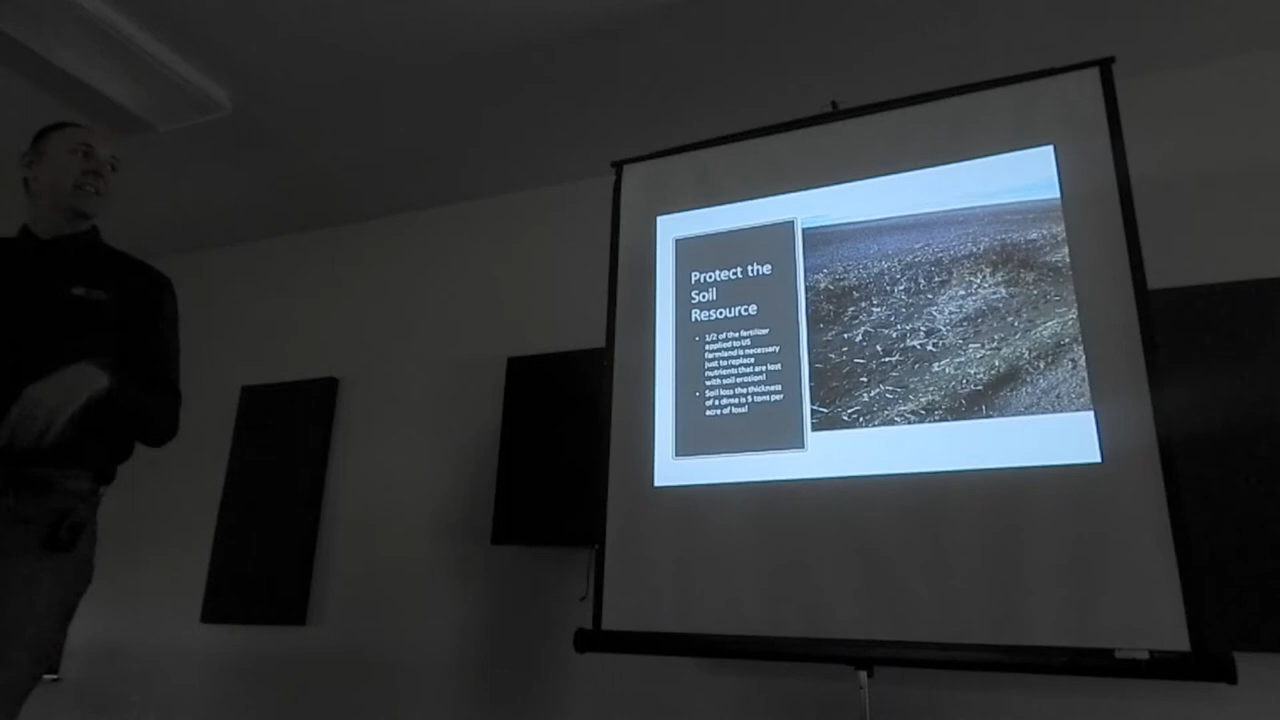 Protect the
Soil
Resource
• 1/2 of the fertilizer
applied to US
farmland is necessary
just to replace
nutrients that are lost
with soil erosion!
• Soil loss the thickness
of a dime is 5 tons per
acre of loss!